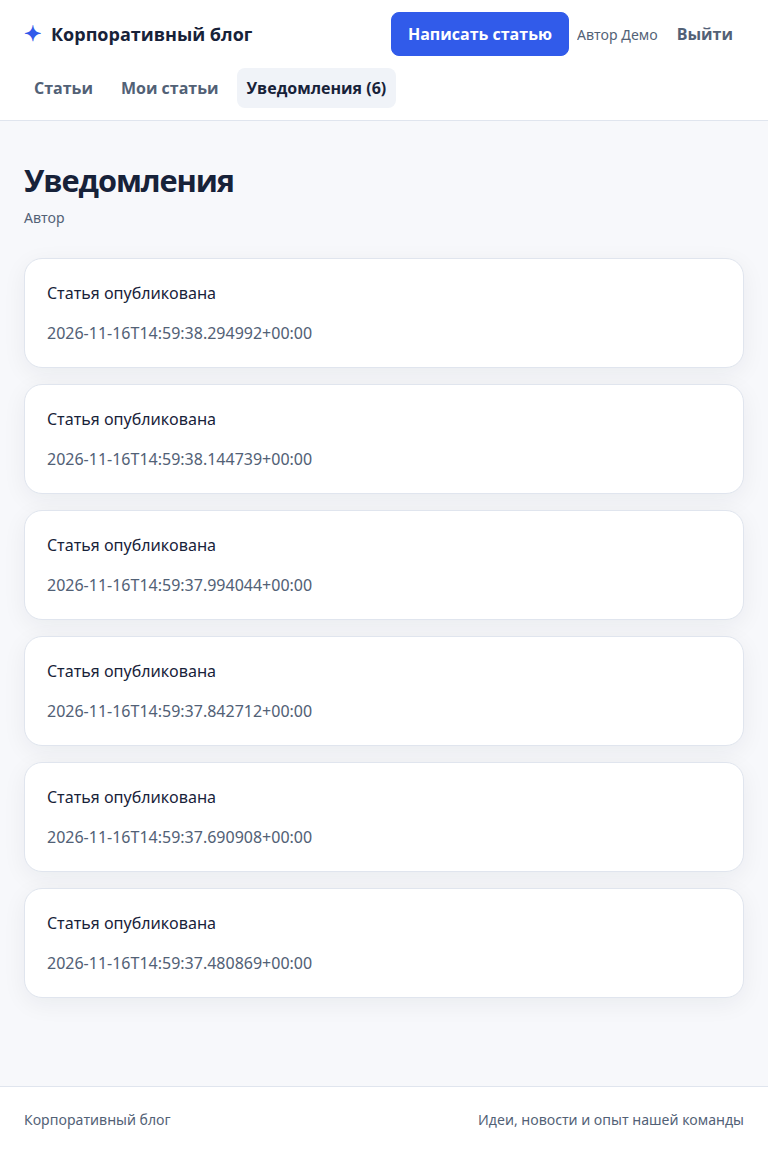 Корпоративный блог
Написать статью
Автор Демо
Выйти
Статьи
Мои статьи
Уведомления (6)
Уведомления
Автор
Статья опубликована
2026-11-16T14:59:38.294992+00:00
Статья опубликована
2026-11-16T14:59:38.144739+00:00
Статья опубликована
2026-11-16T14:59:37.994044+00:00
Статья опубликована
2026-11-16T14:59:37.842712+00:00
Статья опубликована
2026-11-16T14:59:37.690908+00:00
Статья опубликована
2026-11-16T14:59:37.480869+00:00
Корпоративный блог
Идеи, новости и опыт нашей команды